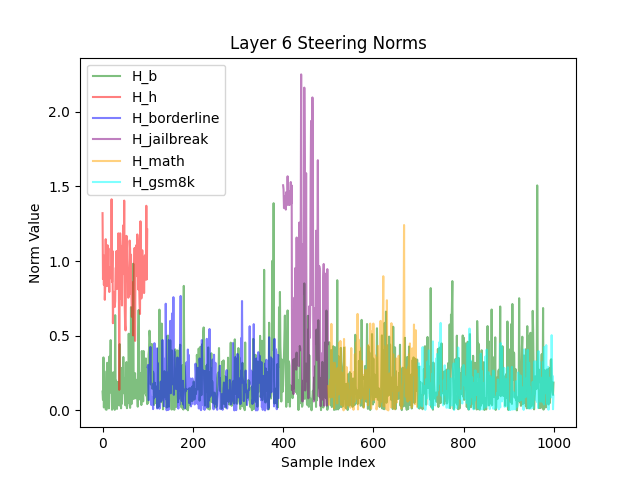 Layer 6 Steering Norms
H_b
H_h
H_borderline
H_jailbreak
H_math
H_gsm8k
Norm Value
2.0
1.5
1.0
0.5
0.0
0
200
400
600
800
1000
Sample Index